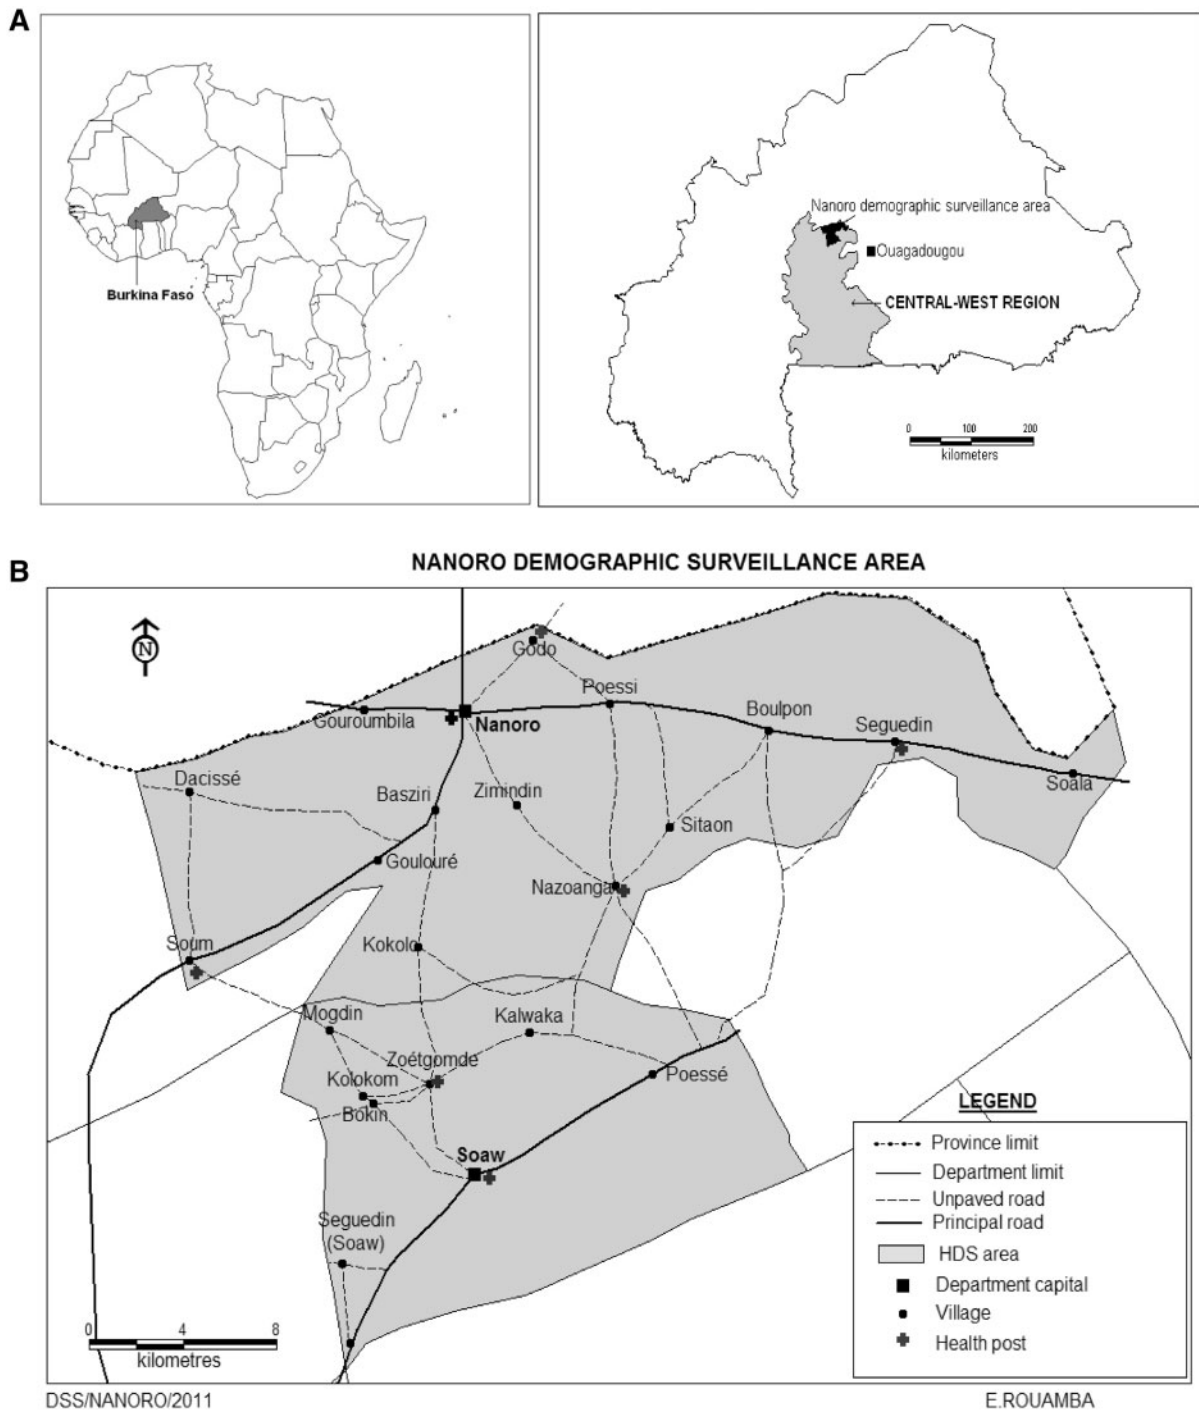 A
Burkina Faso
Nanoro demographic surveillance area
Ouagadougou
CENTRAL-WEST REGION
0 100 200
kilometers
B
NANORO DEMOGRAPHIC SURVEILLANCE AREA
N
Godo
Poessi
Gouroumbila
Nanoro
Boulpon
Seguedin
Soala
Dacissé
Basziri
Zimindin
Sitaon
Goulouré
Nazoanga
Soum
Kokolo
Mogdin
Kalwaka
Zoétgomde
Kolokom
Poessé
Bokin
Soaw
Seguedin
(Soaw)
LEGEND
Province limit
Department limit
Unpaved road
Principal road
HDS area
Department capital
Village
Health post
0 4 8
kilometres
DSS/NANORO/2011
E.ROUAMBA